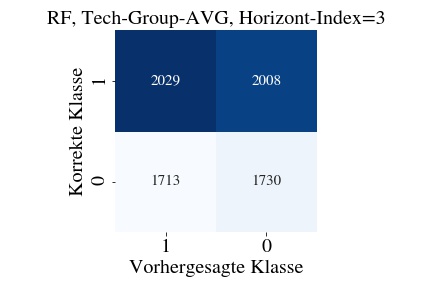 RF, Tech-Group-AVG, Horizont-Index=3
Korrekte Klasse
1
2029 2008
0
1713 1730
1 0
Vorhergesagte Klasse